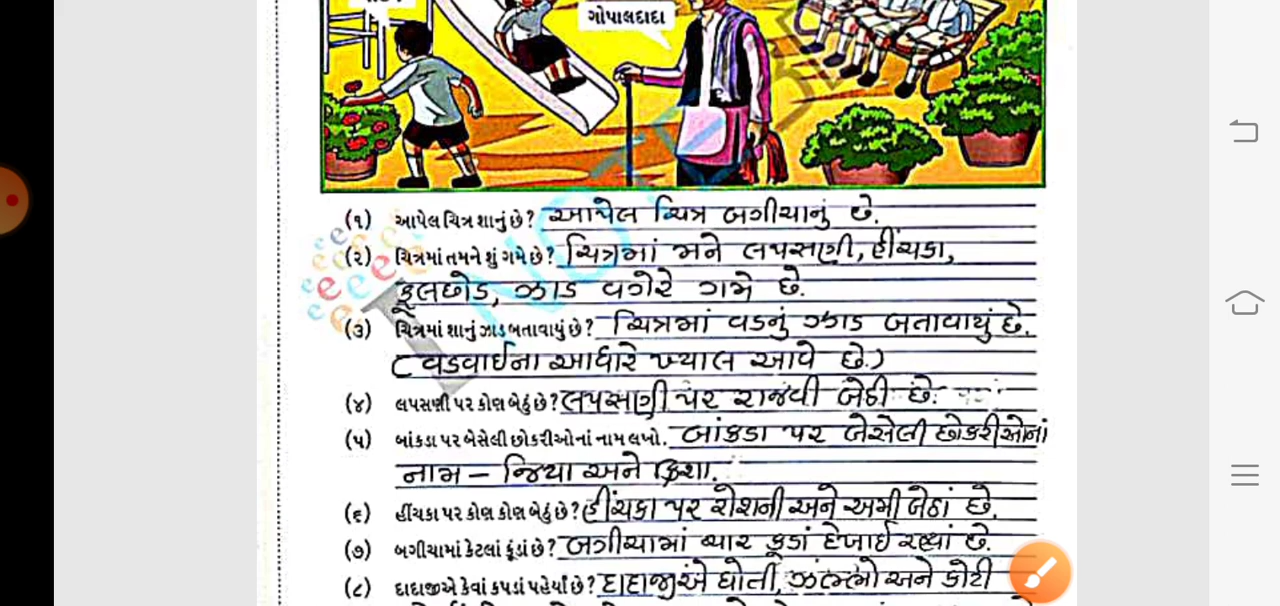 ગોપાલદાદા
(૧) આપેલ ચિત્ર શાનું છે? આપેલ ચિત્ર બગીચાનું છે.
(૨) ચિત્રમાં તમને શું ગમે છે? ચિત્રમાં મને લપસણી, હીંચકા,
ફૂલછોડ, ઝાડ વગેરે ગમે છે.
(૩) ચિત્રમાં શાનું ઝાડ બતાવાયું છે? ચિત્રમાં વડનું ઝાડ બતાવાયું છે.
(વડવાઈના આધારે ખ્યાલ આવે છે.)
(૪) લપસણી પર કોણ બેઠું છે? લપસણી પર રાજવી બેઠી છે.
(૫) બાંકડા પર બેસેલી છોકરીઓનાં નામ લખો. બાંકડા પર બેસેલી છોકરીઓનાં
નામ – જિયા અને ક્રિશા.
(૬) હીંચકા પર કોણ કોણ બેઠું છે? હીંચકા પર રોશની અને અમી બેઠાં છે.
(૭) બગીચામાં કેટલાં કૂંડાં છે? બગીચામાં ચાર કૂંડાં દેખાઈ રહ્યાં છે.
(૮) દાદાજીએ કેવાં કપડાં પહેર્યાં છે? દાદાજીએ ધોતી, ઝભ્ભો અને કોટી